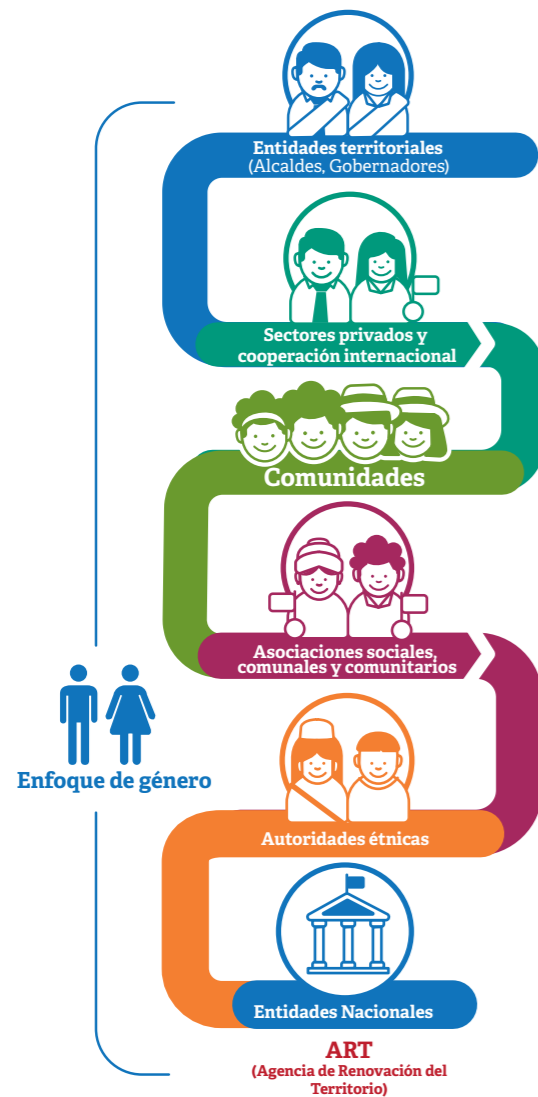 Entidades territoriales
(Alcaldes, Gobernadores)
Sectores privados y
cooperación internacional
Comunidades
Asociaciones sociales,
comunales y comunitarios
Enfoque de género
Autoridades étnicas
Entidades Nacionales
ART
(Agencia de Renovación del
Territorio)